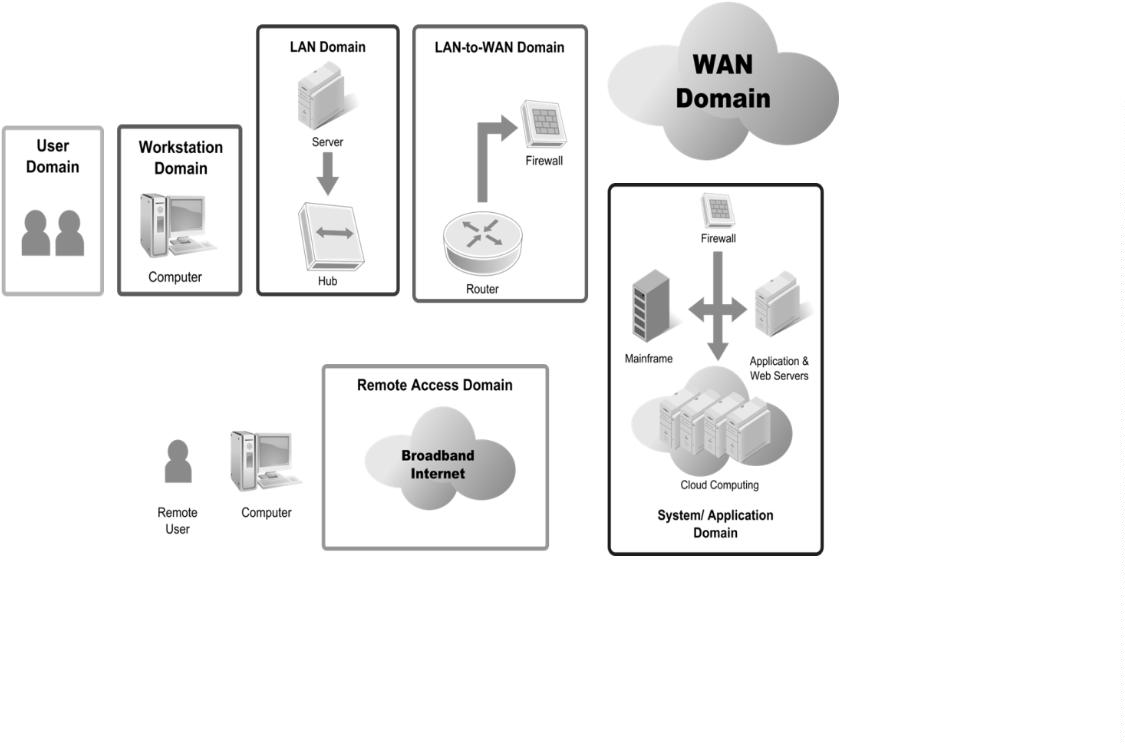 User
Domain
Workstation
Domain
Computer
LAN Domain
Server
Hub
LAN-to-WAN Domain
Firewall
Router
WAN
Domain
Firewall
Mainframe
Application &
Web Servers
Cloud Computing
System/ Application
Domain
Remote Access Domain
Broadband
Internet
Remote
User
Computer